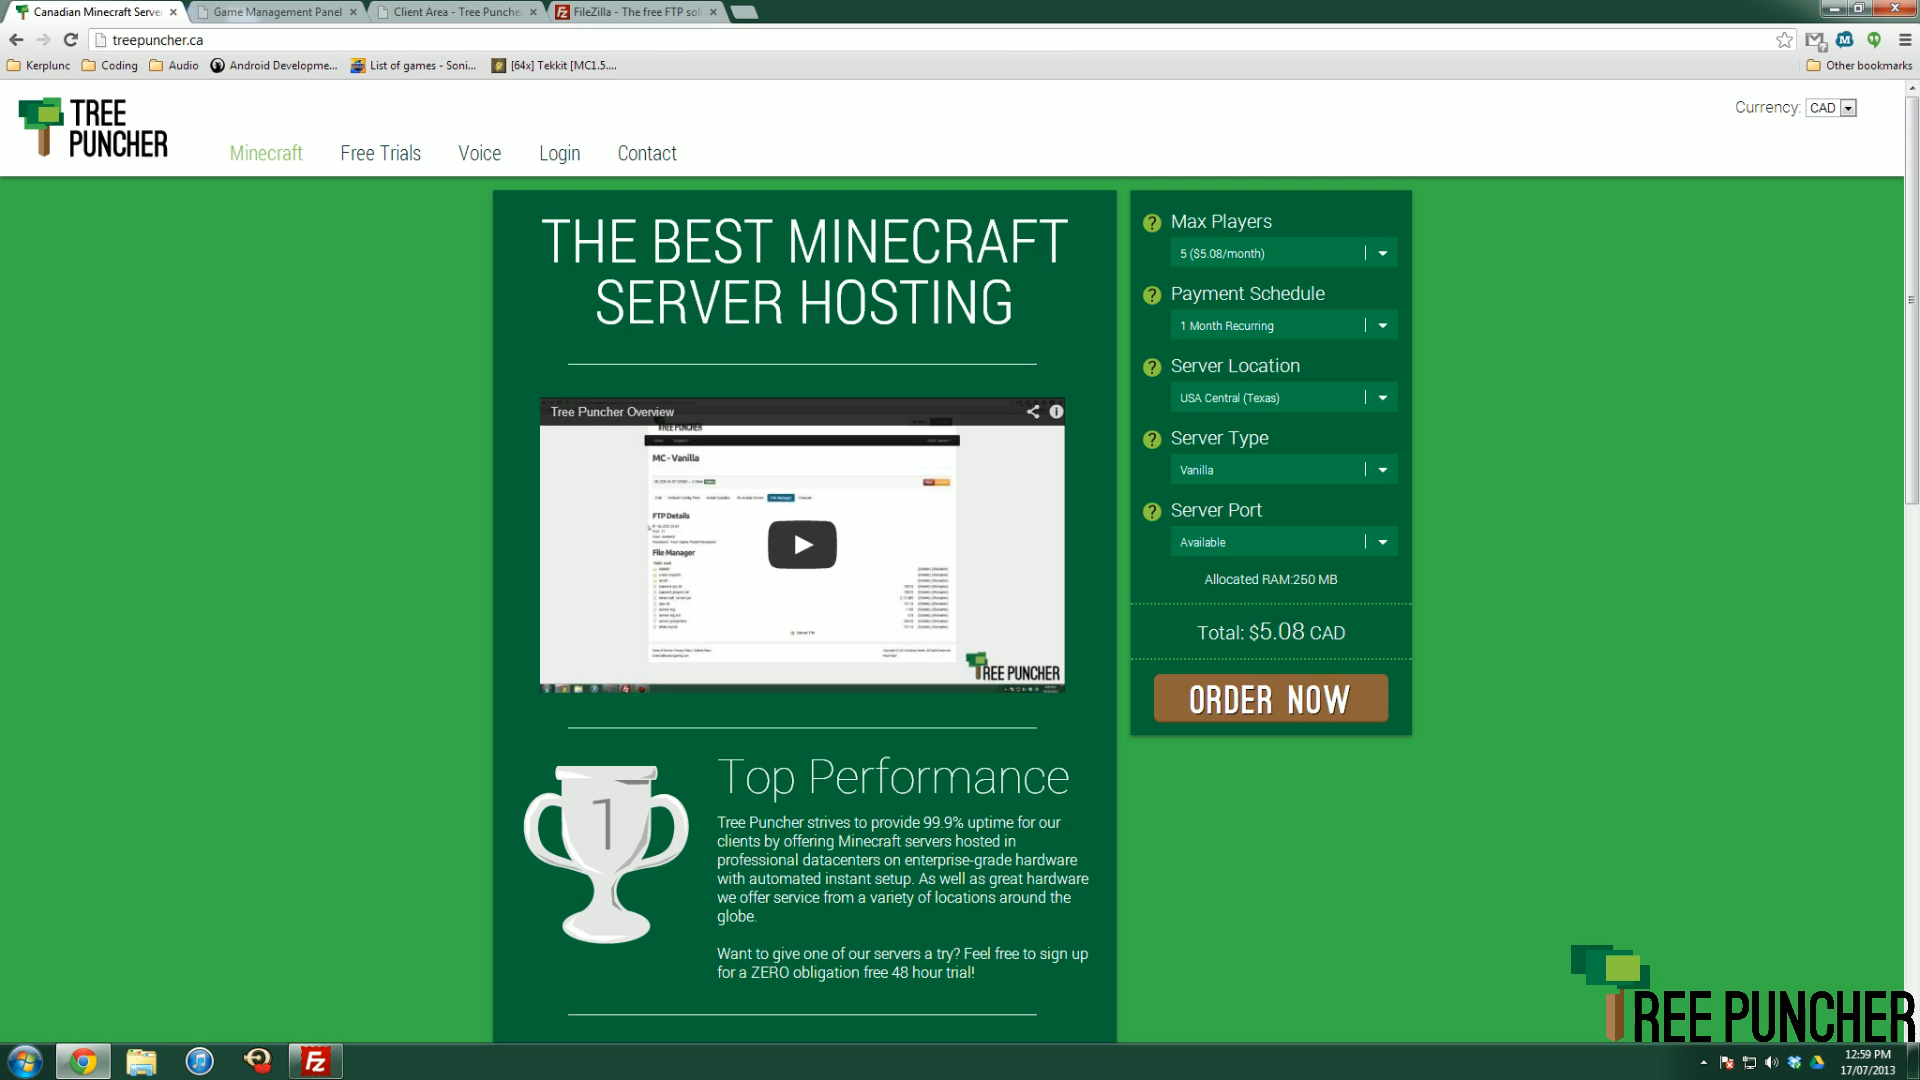 Canadian Minecraft Serve
Game Management Panel
Client Area - Tree Punche
FileZilla - The free FTP sol
treepuncher.ca
Kerplunc
Coding
Audio
Android Developme...
List of games - Soni...
[64x] Tekkit [MC1.5....
Other bookmarks
TREE
PUNCHER
Currency: CAD
Minecraft
Free Trials
Voice
Login
Contact
THE BEST MINECRAFT
SERVER HOSTING
Tree Puncher Overview
MC - Vanilla
FTP Details
File Manager
TREE PUNCHER
Top Performance
Tree Puncher strives to provide 99.9% uptime for our
clients by offering Minecraft servers hosted in
professional datacenters on enterprise-grade hardware
with automated instant setup. As well as great hardware
we offer service from a variety of locations around the
globe.
Want to give one of our servers a try? Feel free to sign up
for a ZERO obligation free 48 hour trial!
Max Players
5 ($5.08/month)
Payment Schedule
1 Month Recurring
Server Location
USA Central (Texas)
Server Type
Vanilla
Server Port
Available
Allocated RAM:250 MB
Total: $5.08 CAD
ORDER NOW
TREE PUNCHER
12:59 PM
17/07/2013